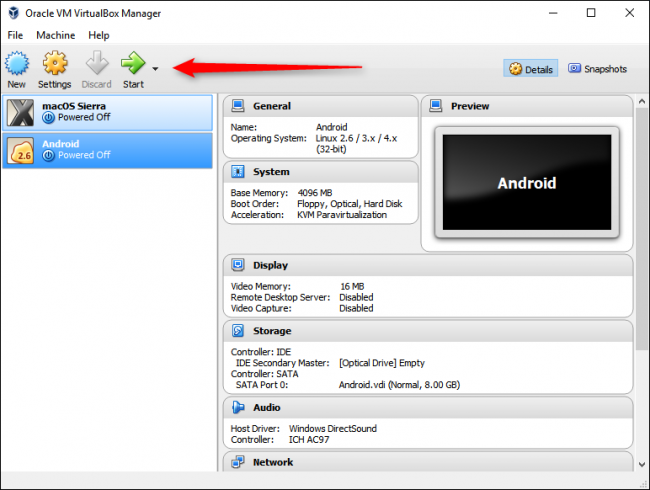 Oracle VM VirtualBox Manager
File Machine Help
New Settings Discard Start Details Snapshots
macOS Sierra
Powered Off
2.6
Android
Powered Off
General
Name: Android
Operating System: Linux 2.6 / 3.x / 4.x
(32-bit)
System
Base Memory: 4096 MB
Boot Order: Floppy, Optical, Hard Disk
Acceleration: KVM Paravirtualization
Preview
Android
Display
Video Memory: 16 MB
Remote Desktop Server: Disabled
Video Capture: Disabled
Storage
Controller: IDE
IDE Secondary Master: [Optical Drive] Empty
Controller: SATA
SATA Port 0: Android.vdi (Normal, 8.00 GB)
Audio
Host Driver: Windows DirectSound
Controller: ICH AC97
Network